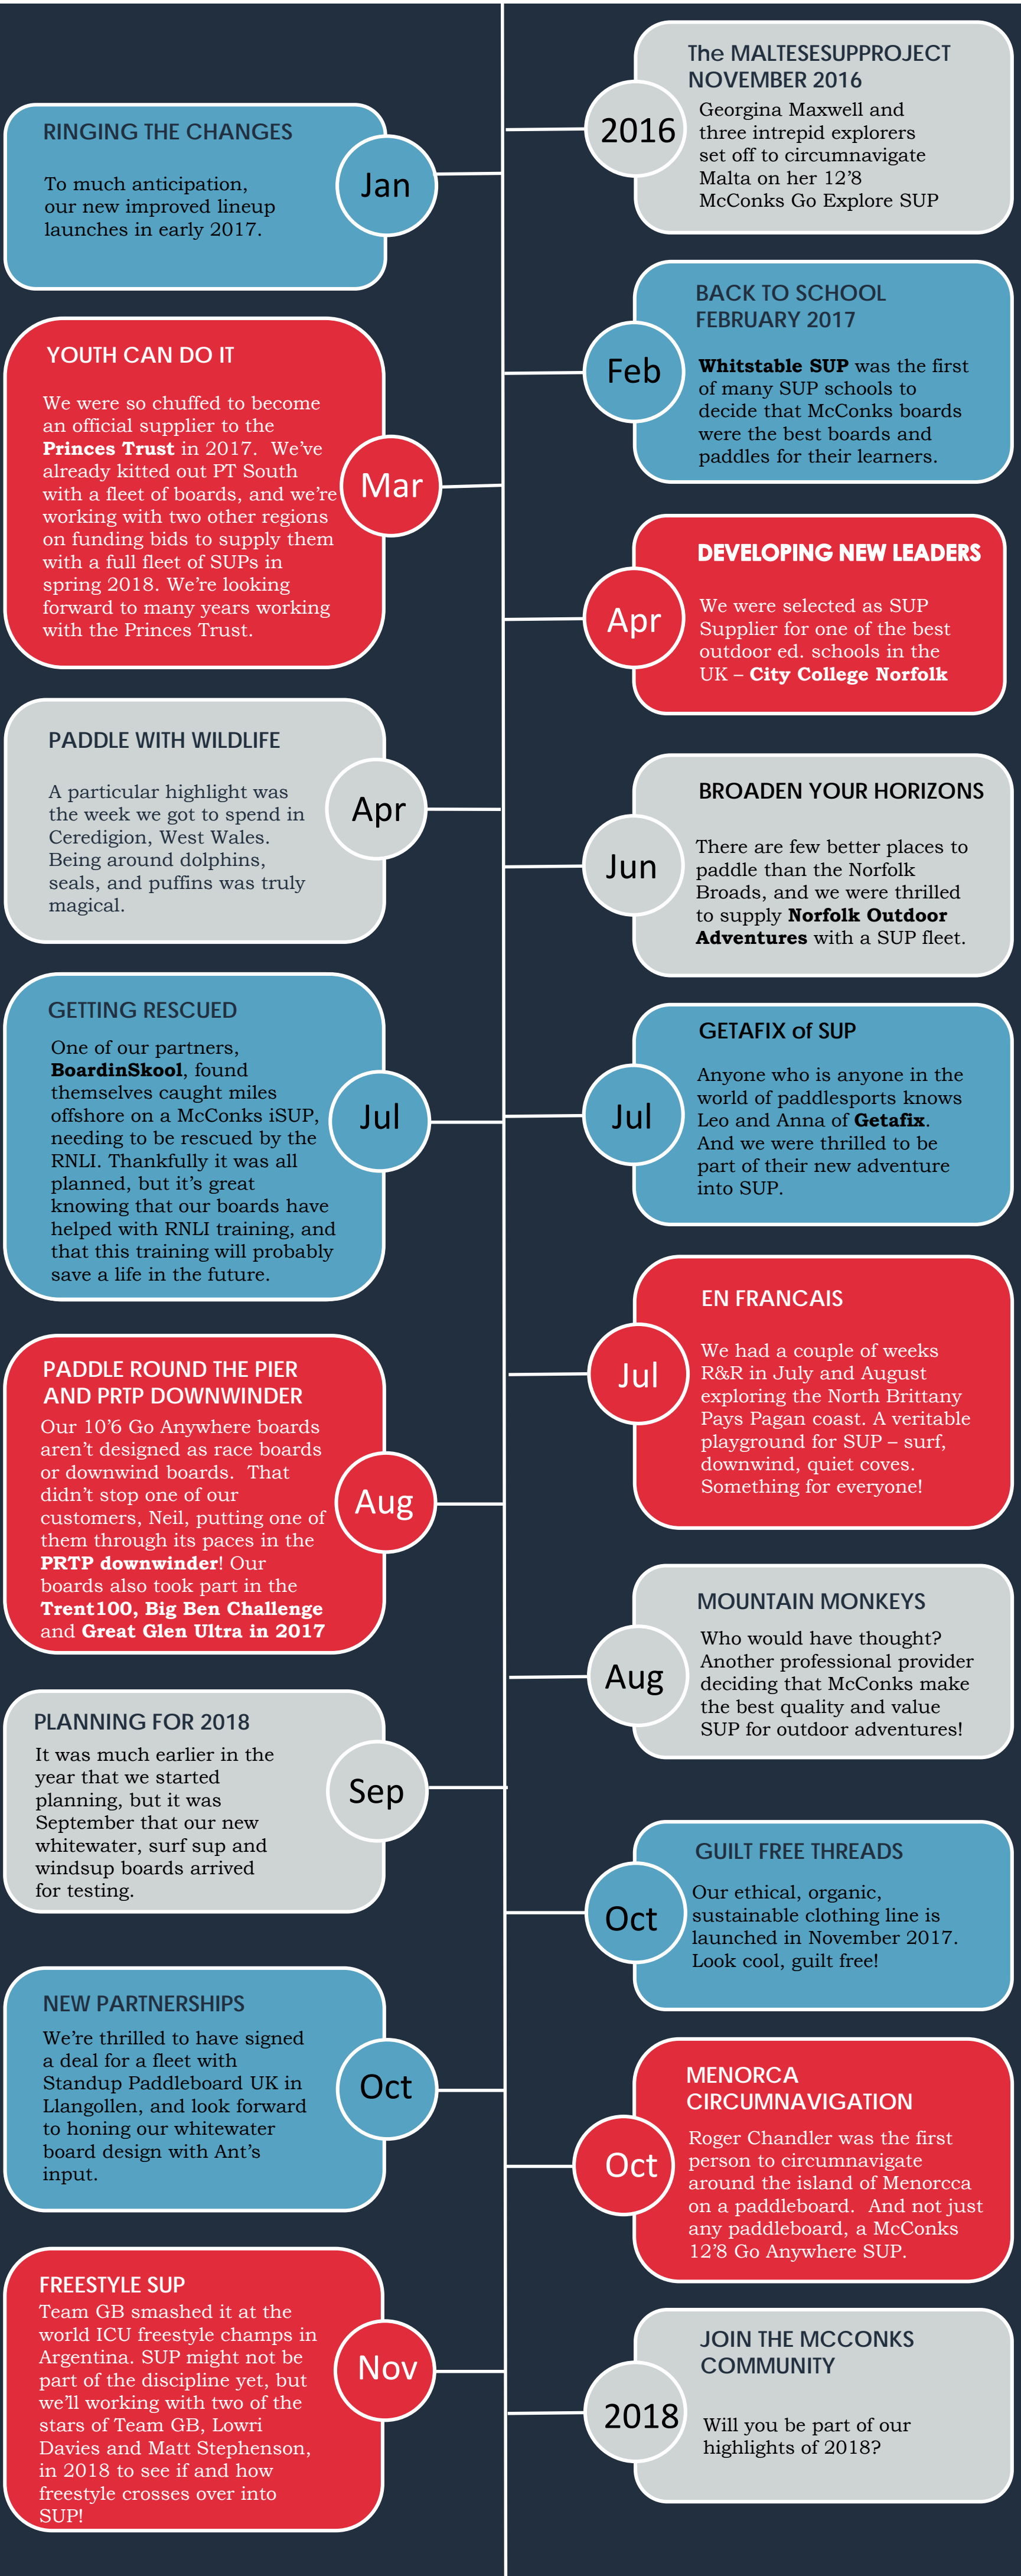 The MALTESESUPPROJECT
NOVEMBER 2016
2016
Georgina Maxwell and
three intrepid explorers
set off to circumnavigate
Malta on her 12’8
McConks Go Explore SUP
RINGING THE CHANGES
Jan
To much anticipation,
our new improved lineup
launches in early 2017.
BACK TO SCHOOL
FEBRUARY 2017
Feb
Whitstable SUP was the first
of many SUP schools to
decide that McConks boards
were the best boards and
paddles for their learners.
YOUTH CAN DO IT
We were so chuffed to become
an official supplier to the
Princes Trust in 2017.  We’ve
already kitted out PT South
with a fleet of boards, and we’re
working with two other regions
on funding bids to supply them
with a full fleet of SUPs in
spring 2018. We’re looking
forward to many years working
with the Princes Trust.
Mar
DEVELOPING NEW LEADERS
Apr
We were selected as SUP
Supplier for one of the best
outdoor ed. schools in the
UK – City College Norfolk
PADDLE WITH WILDLIFE
A particular highlight was
the week we got to spend in
Ceredigion, West Wales.
Being around dolphins,
seals, and puffins was truly
magical.
Apr
BROADEN YOUR HORIZONS
Jun
There are few better places to
paddle than the Norfolk
Broads, and we were thrilled
to supply Norfolk Outdoor
Adventures with a SUP fleet.
GETTING RESCUED
One of our partners,
BoardinSkool, found
themselves caught miles
offshore on a McConks iSUP,
needing to be rescued by the
RNLI. Thankfully it was all
planned, but it’s great
knowing that our boards have
helped with RNLI training, and
that this training will probably
save a life in the future.
Jul
GETAFIX of SUP
Jul
Anyone who is anyone in the
world of paddlesports knows
Leo and Anna of Getafix.
And we were thrilled to be
part of their new adventure
into SUP.
EN FRANCAIS
Jul
We had a couple of weeks
R&R in July and August
exploring the North Brittany
Pays Pagan coast. A veritable
playground for SUP – surf,
downwind, quiet coves.
Something for everyone!
PADDLE ROUND THE PIER
AND PRTP DOWNWINDER
Our 10’6 Go Anywhere boards
aren’t designed as race boards
or downwind boards.  That
didn’t stop one of our
customers, Neil, putting one of
them through its paces in the
PRTP downwinder! Our
boards also took part in the
Trent100, Big Ben Challenge
and Great Glen Ultra in 2017
Aug
MOUNTAIN MONKEYS
Aug
Who would have thought?
Another professional provider
deciding that McConks make
the best quality and value
SUP for outdoor adventures!
PLANNING FOR 2018
It was much earlier in the
year that we started
planning, but it was
September that our new
whitewater, surf sup and
windsup boards arrived
for testing.
Sep
GUILT FREE THREADS
Oct
Our ethical, organic,
sustainable clothing line is
launched in November 2017.
Look cool, guilt free!
NEW PARTNERSHIPS
We’re thrilled to have signed
a deal for a fleet with
Standup Paddleboard UK in
Llangollen, and look forward
to honing our whitewater
board design with Ant’s
input.
Oct
MENORCA
CIRCUMNAVIGATION
Oct
Roger Chandler was the first
person to circumnavigate
around the island of Menorcca
on a paddleboard.  And not just
any paddleboard, a McConks
12’8 Go Anywhere SUP.
FREESTYLE SUP
Team GB smashed it at the
world ICU freestyle champs in
Argentina. SUP might not be
part of the discipline yet, but
we’ll working with two of the
stars of Team GB, Lowri
Davies and Matt Stephenson,
in 2018 to see if and how
freestyle crosses over into
SUP!
Nov
JOIN THE MCCONKS
COMMUNITY
2018
Will you be part of our
highlights of 2018?